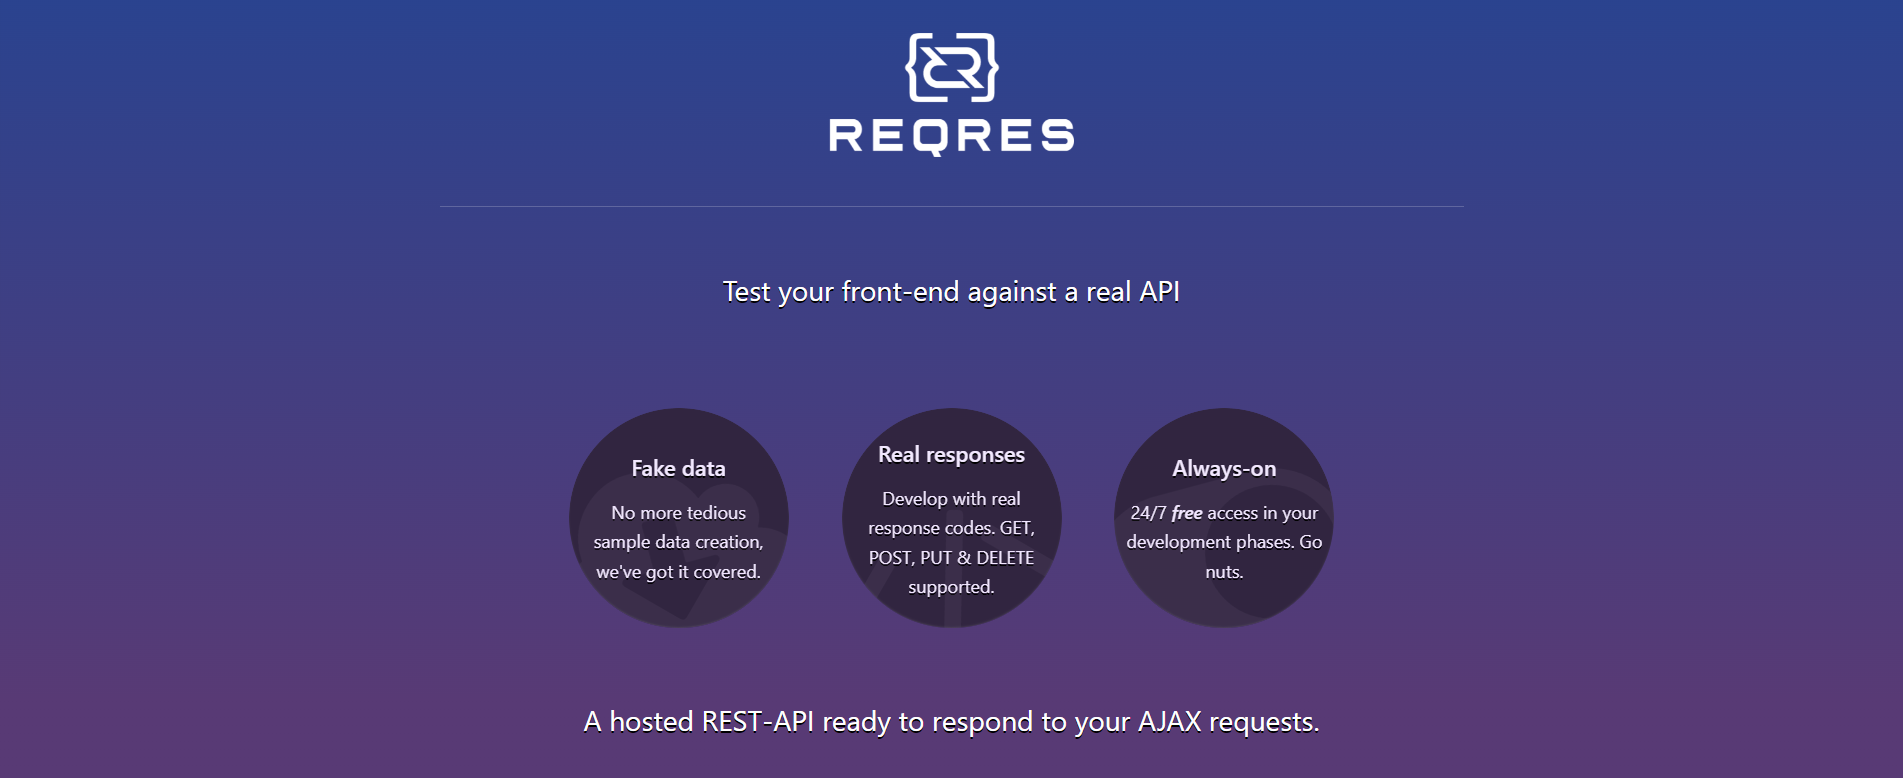 REQRES
Test your front-end against a real API
Fake data
No more tedious
sample data creation,
we've got it covered.
Real responses
Develop with real
response codes. GET,
POST, PUT & DELETE
supported.
Always-on
24/7 free access in your
development phases. Go
nuts.
A hosted REST-API ready to respond to your AJAX requests.